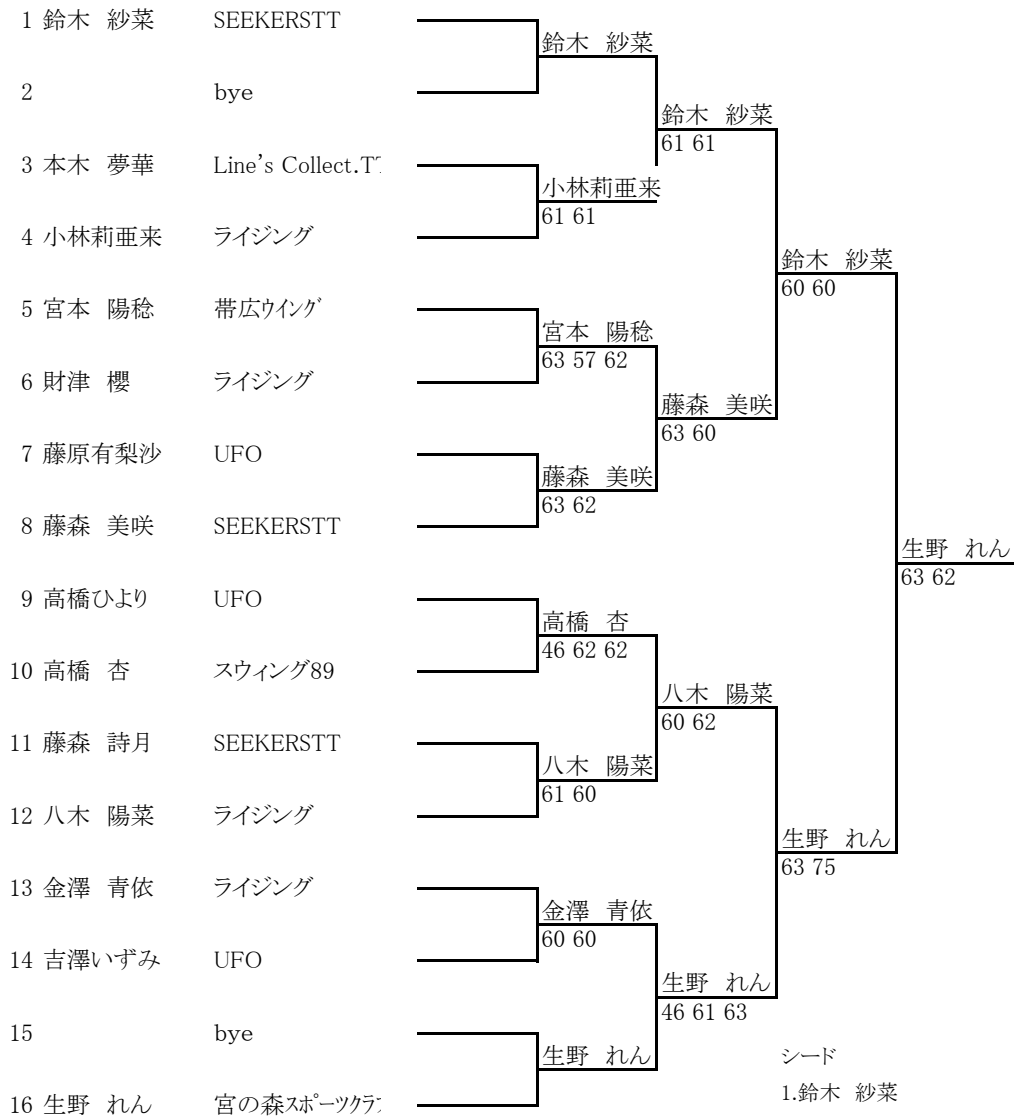 1 鈴木 紗菜 SEEKERSTT
鈴木 紗菜
2 bye
鈴木 紗菜
61 61
3 本木 夢華 Line's Collect.TT
小林莉亜来
61 61
4 小林莉亜来 ライジング
鈴木 紗菜
60 60
5 宮本 陽稔 帯広ウイング
宮本 陽稔
63 57 62
6 財津 櫻 ライジング
藤森 美咲
63 60
7 藤原有梨沙 UFO
藤森 美咲
63 62
8 藤森 美咲 SEEKERSTT
生野 れん
63 62
9 高橋ひより UFO
高橋 杏
46 62 62
10 高橋 杏 スウィング89
八木 陽菜
60 62
11 藤森 詩月 SEEKERSTT
八木 陽菜
61 60
12 八木 陽菜 ライジング
生野 れん
63 75
13 金澤 青依 ライジング
金澤 青依
60 60
14 吉澤いずみ UFO
生野 れん
46 61 63
15 bye
生野 れん
シード
1.鈴木 紗菜
16 生野 れん 宮の森スポーツクラブ